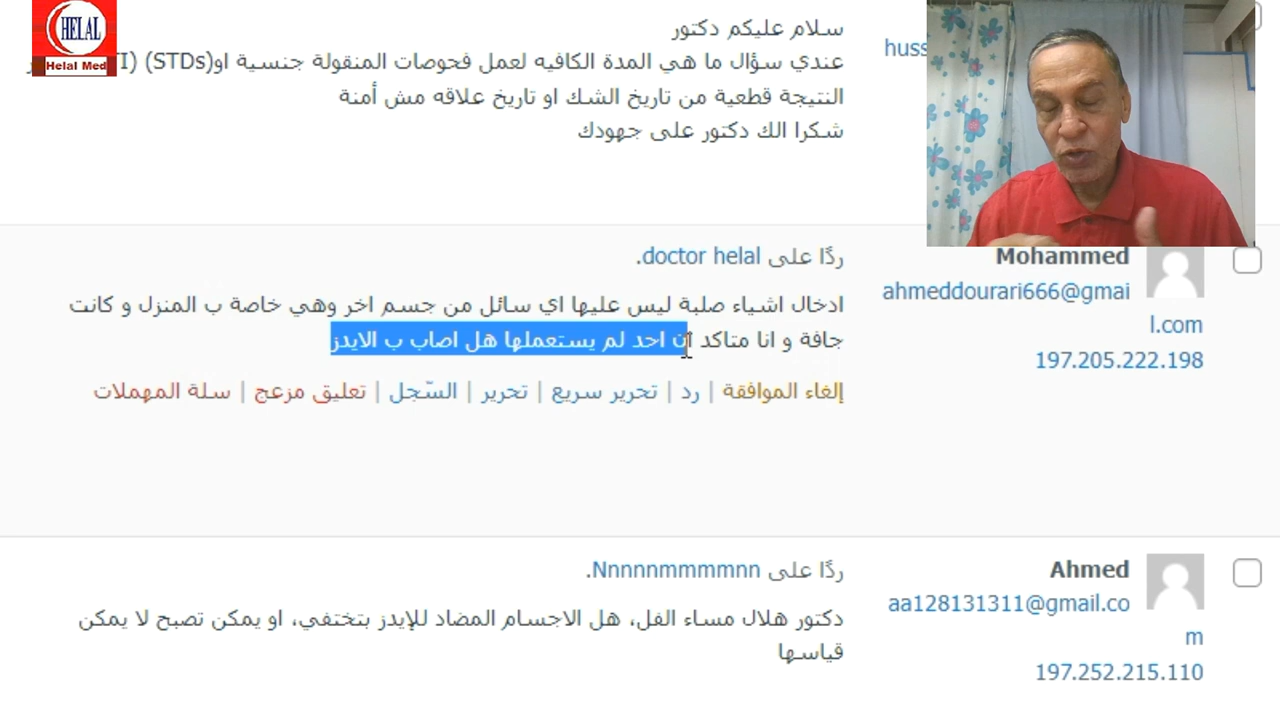 HELAL
Helal Med
سلام عليكم دكتور
huss
عندي سؤال ما هي المدة الكافيه لعمل فحوصات المنقولة جنسية او(STDs) (
النتيجة قطعية من تاريخ الشك او تاريخ علاقه مش أمنة
شكرا الك دكتور على جهودك
Mohammed
ahmeddourari666@gmai
l.com
197.205.222.198
ردًا على doctor helal.
ادخال اشياء صلبة ليس عليها اي سائل من جسم اخر وهي خاصة ب المنزل و كانت
جافة و انا متاكد ان احد لم يستعملها هل اصاب ب الايدز
إلغاء الموافقة | رد | تحرير سريع | تحرير | السّجل | تعليق مزعج | سلة المهملات
Ahmed
aa128131311@gmail.co
m
197.252.215.110
ردًا على Nnnnnmmmmnn.
دكتور هلال مساء الفل، هل الاجسام المضاد للإيدز بتختفي، او يمكن تصبح لا يمكن
قياسها